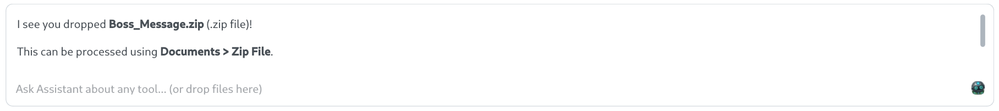 I see you dropped Boss_Message.zip (.zip file)!
This can be processed using Documents > Zip File.
Ask Assistant about any tool... (or drop files here)